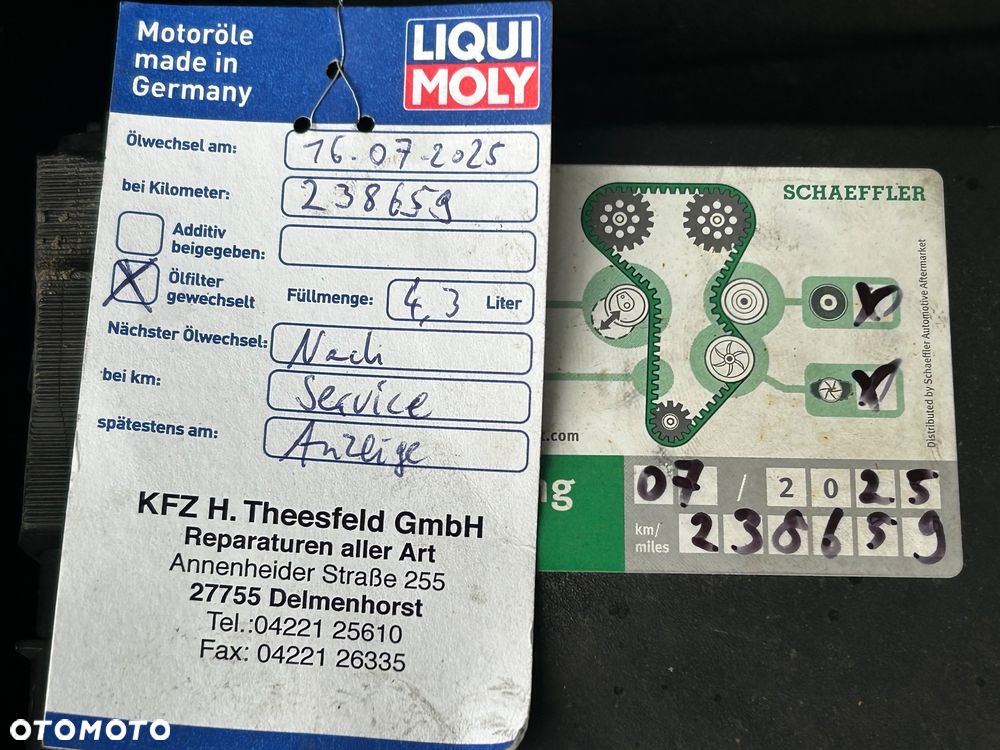 Motoröle
made in
Germany
LIQUI
MOLY
Ölwechsel am: 16.07.2025
bei Kilometer: 238659
Additiv
beigegeben:
Ölfilter
gewechselt
Füllmenge: 4,3 Liter
Nächster Ölwechsel: Nach
bei km: Service
spätestens am: Anzeige
KFZ H. Theesfeld GmbH
Reparaturen aller Art
Annenheider Straße 255
27755 Delmenhorst
Tel.:04221 25610
Fax: 04221 26335
SCHAEFFLER
Distributed by Schaeffler Automotive Aftermarket
.com
ng
07 / 2025
km/
miles
238659
OTOMOTO